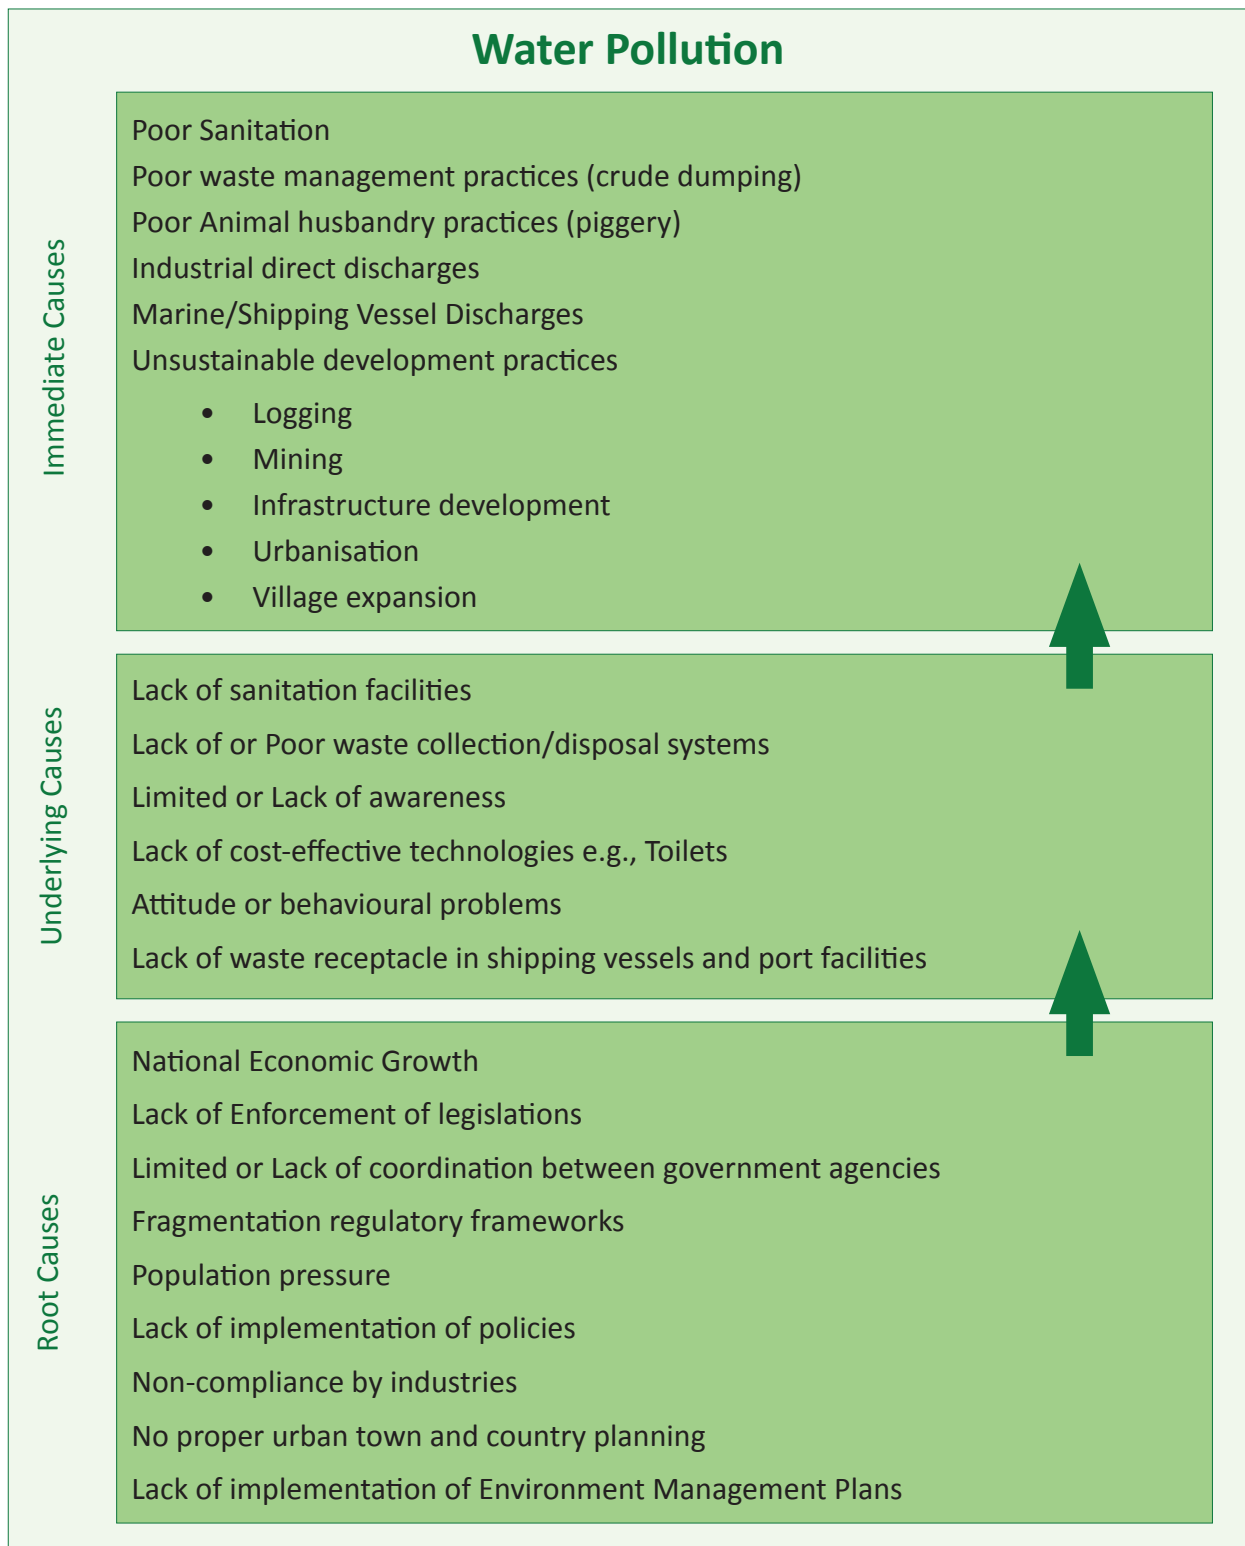 Water Pollution
Immediate Causes
Poor Sanitation
Poor waste management practices (crude dumping)
Poor Animal husbandry practices (piggery)
Industrial direct discharges
Marine/Shipping Vessel Discharges
Unsustainable development practices
• Logging
• Mining
• Infrastructure development
• Urbanisation
• Village expansion
Underlying Causes
Lack of sanitation facilities
Lack of or Poor waste collection/disposal systems
Limited or Lack of awareness
Lack of cost-effective technologies e.g., Toilets
Attitude or behavioural problems
Lack of waste receptacle in shipping vessels and port facilities
Root Causes
National Economic Growth
Lack of Enforcement of legislations
Limited or Lack of coordination between government agencies
Fragmentation regulatory frameworks
Population pressure
Lack of implementation of policies
Non-compliance by industries
No proper urban town and country planning
Lack of implementation of Environment Management Plans